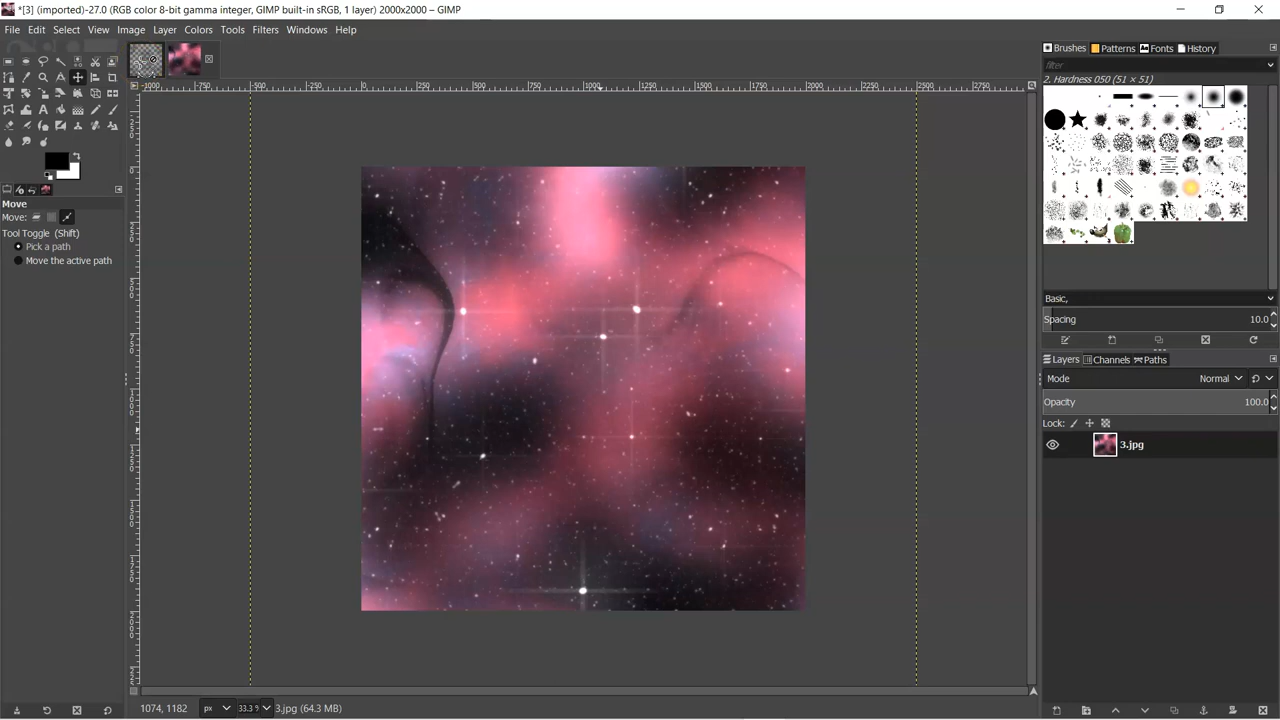 *[3] (imported)-27.0 (RGB color 8-bit gamma integer, GIMP built-in sRGB, 1 layer) 2000x2000 – GIMP
File Edit Select View Image Layer Colors Tools Filters Windows Help
Brushes Patterns Fonts History
filter
2. Hardness 050 (51 × 51)
Move
Move:
Tool Toggle (Shift)
Pick a path
Move the active path
Basic,
Spacing 10.0
Layers Channels Paths
Mode Normal
Opacity 100.0
Lock:
3.jpg
1074, 1182 px 33.3 3.jpg (64.3 MB)